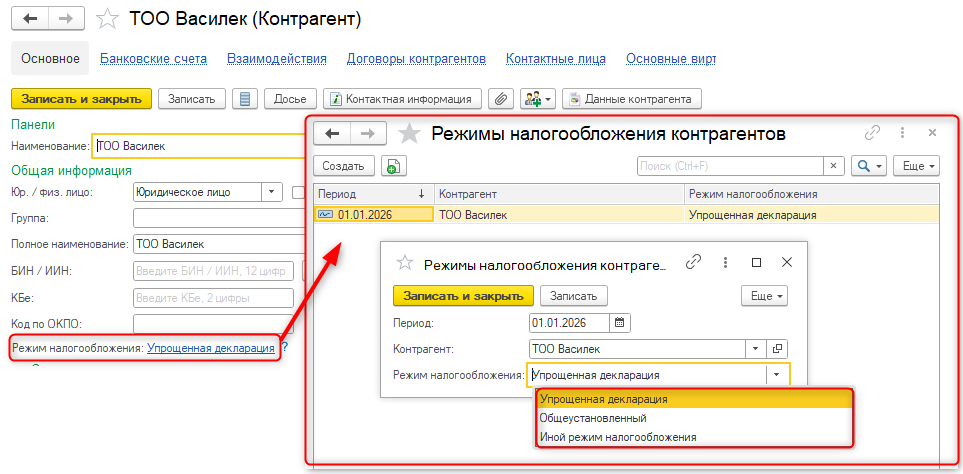 ТОО Василек (Контрагент)
Основное Банковские счета Взаимодействия Договоры контрагентов Контактные лица Основные вирт
Записать и закрыть Записать Досье Контактная информация Данные контрагента
Панели
Наименование: ТОО Василек
Общая информация
Юр. / физ. лицо: Юридическое лицо
Группа:
Полное наименование: ТОО Василек
БИН / ИИН: Введите БИН / ИИН, 12 цифр
КБе: Введите КБе, 2 цифры
Код по ОКПО:
Режим налогообложения: Упрощенная декларация ?
Режимы налогообложения контрагентов
Создать Поиск (Ctrl+F) × Еще
Период ↓ Контрагент Режим налогообложения
01.01.2026 ТОО Василек Упрощенная декларация
Режимы налогообложения контраге...
Записать и закрыть Записать Еще
Период: 01.01.2026
Контрагент: ТОО Василек
Режим налогообложения: Упрощенная декларация
Упрощенная декларация
Общеустановленный
Иной режим налогообложения